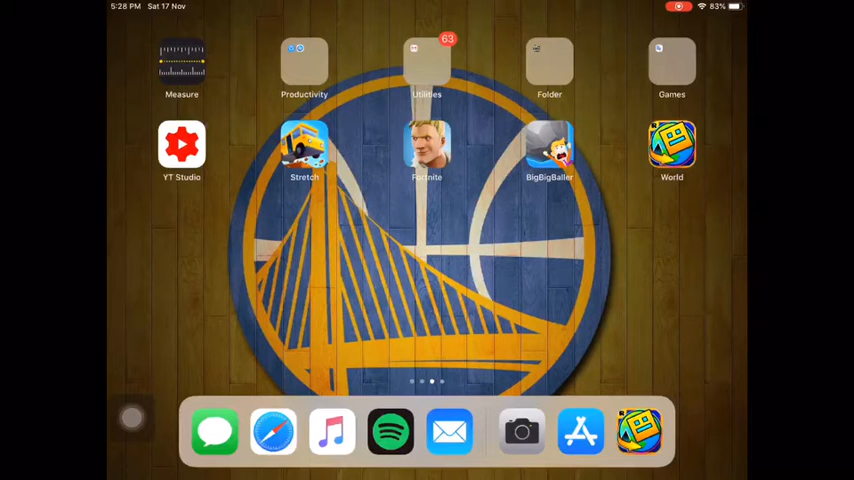 5:28 PM Sat 17 Nov 83%
63
Measure Productivity Utilities Folder Games
YT Studio Stretch Fortnite BigBigBaller World